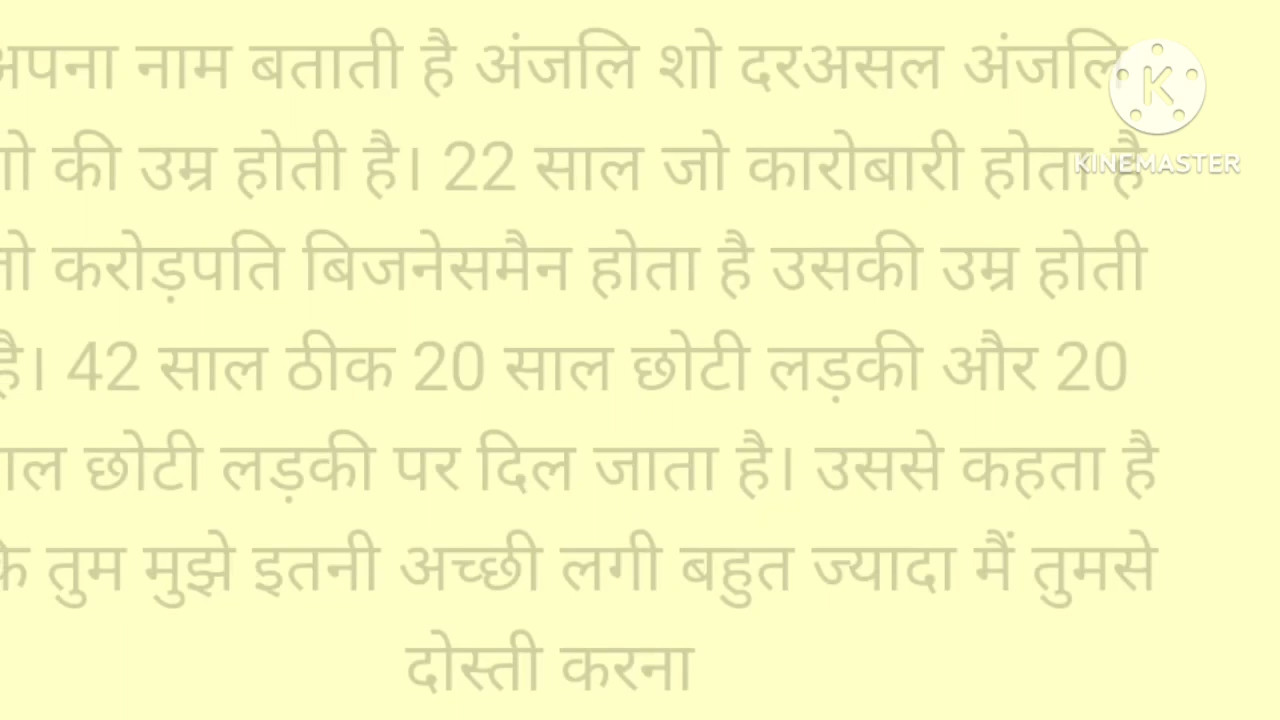 अपना नाम बताती है अंजलि शो दरअसल अंजलि
की उम्र होती है। 22 साल जो कारोबारी होता है
करोड़पति बिजनेसमैन होता है उसकी उम्र होती
है। 42 साल ठीक 20 साल छोटी लड़की और 20
छोटी लड़की पर दिल जाता है। उससे कहता है
तुम मुझे इतनी अच्छी लगी बहुत ज्यादा मैं तुमसे
दोस्ती करना
K
KINEMASTER